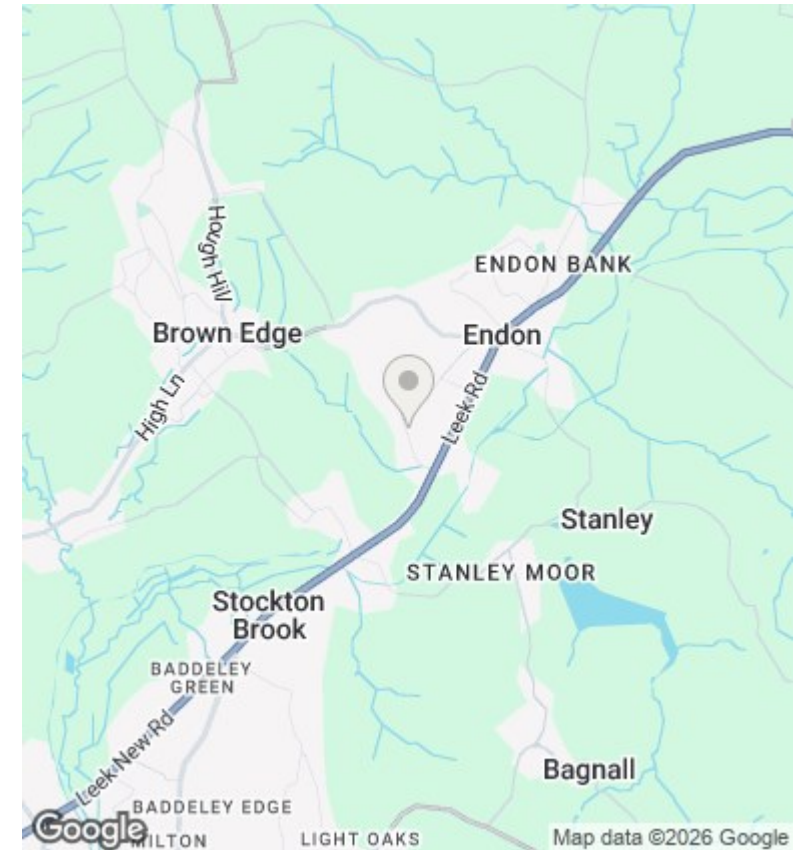 Hough Hill
ENDON BANK
Brown Edge
Endon
High Ln
Leek Rd
Stanley
STANLEY MOOR
Stockton
Brook
BADDELEY
GREEN
Leek New Rd
Bagnall
BADDELEY EDGE
Google
MILTON
LIGHT OAKS
Map data ©2026 Google